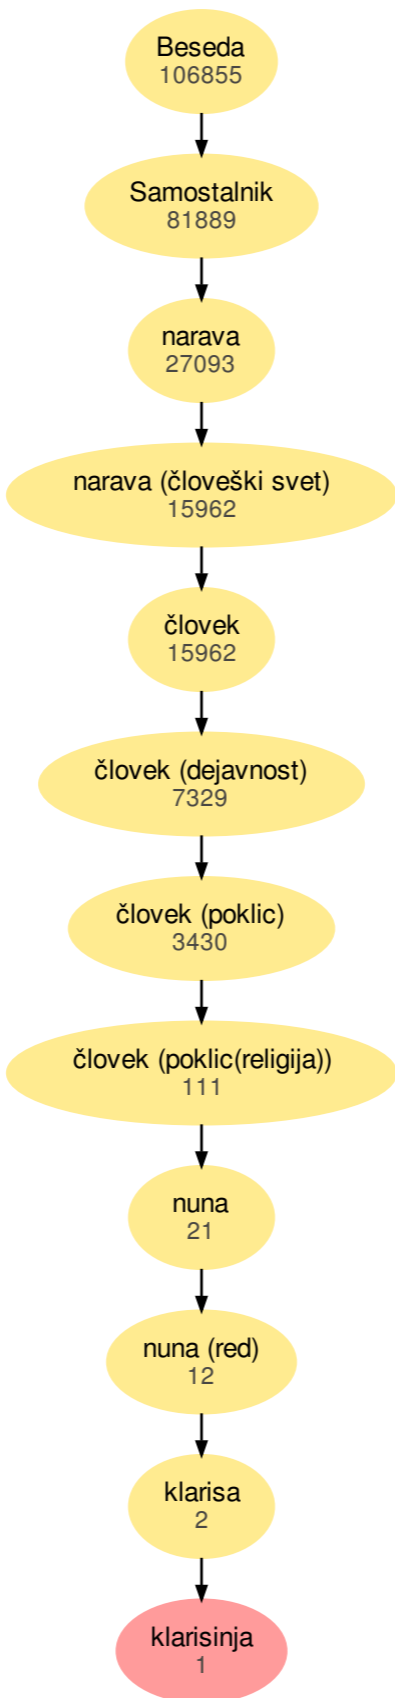 Beseda
106855
Samostalnik
81889
narava
27093
narava (človeški svet)
15962
človek
15962
človek (dejavnost)
7329
človek (poklic)
3430
človek (poklic(religija))
111
nuna
21
nuna (red)
12
klarisa
2
klarisinja
1